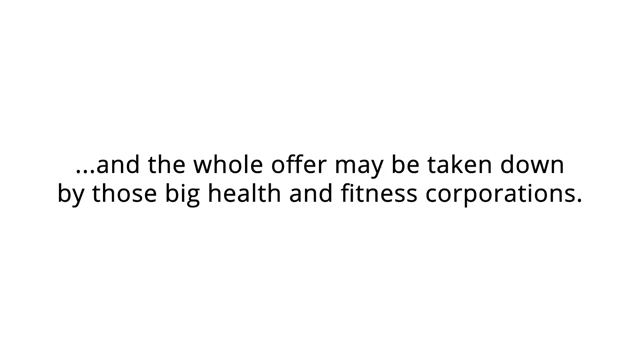 ...and the whole offer may be taken down
by those big health and fitness corporations.